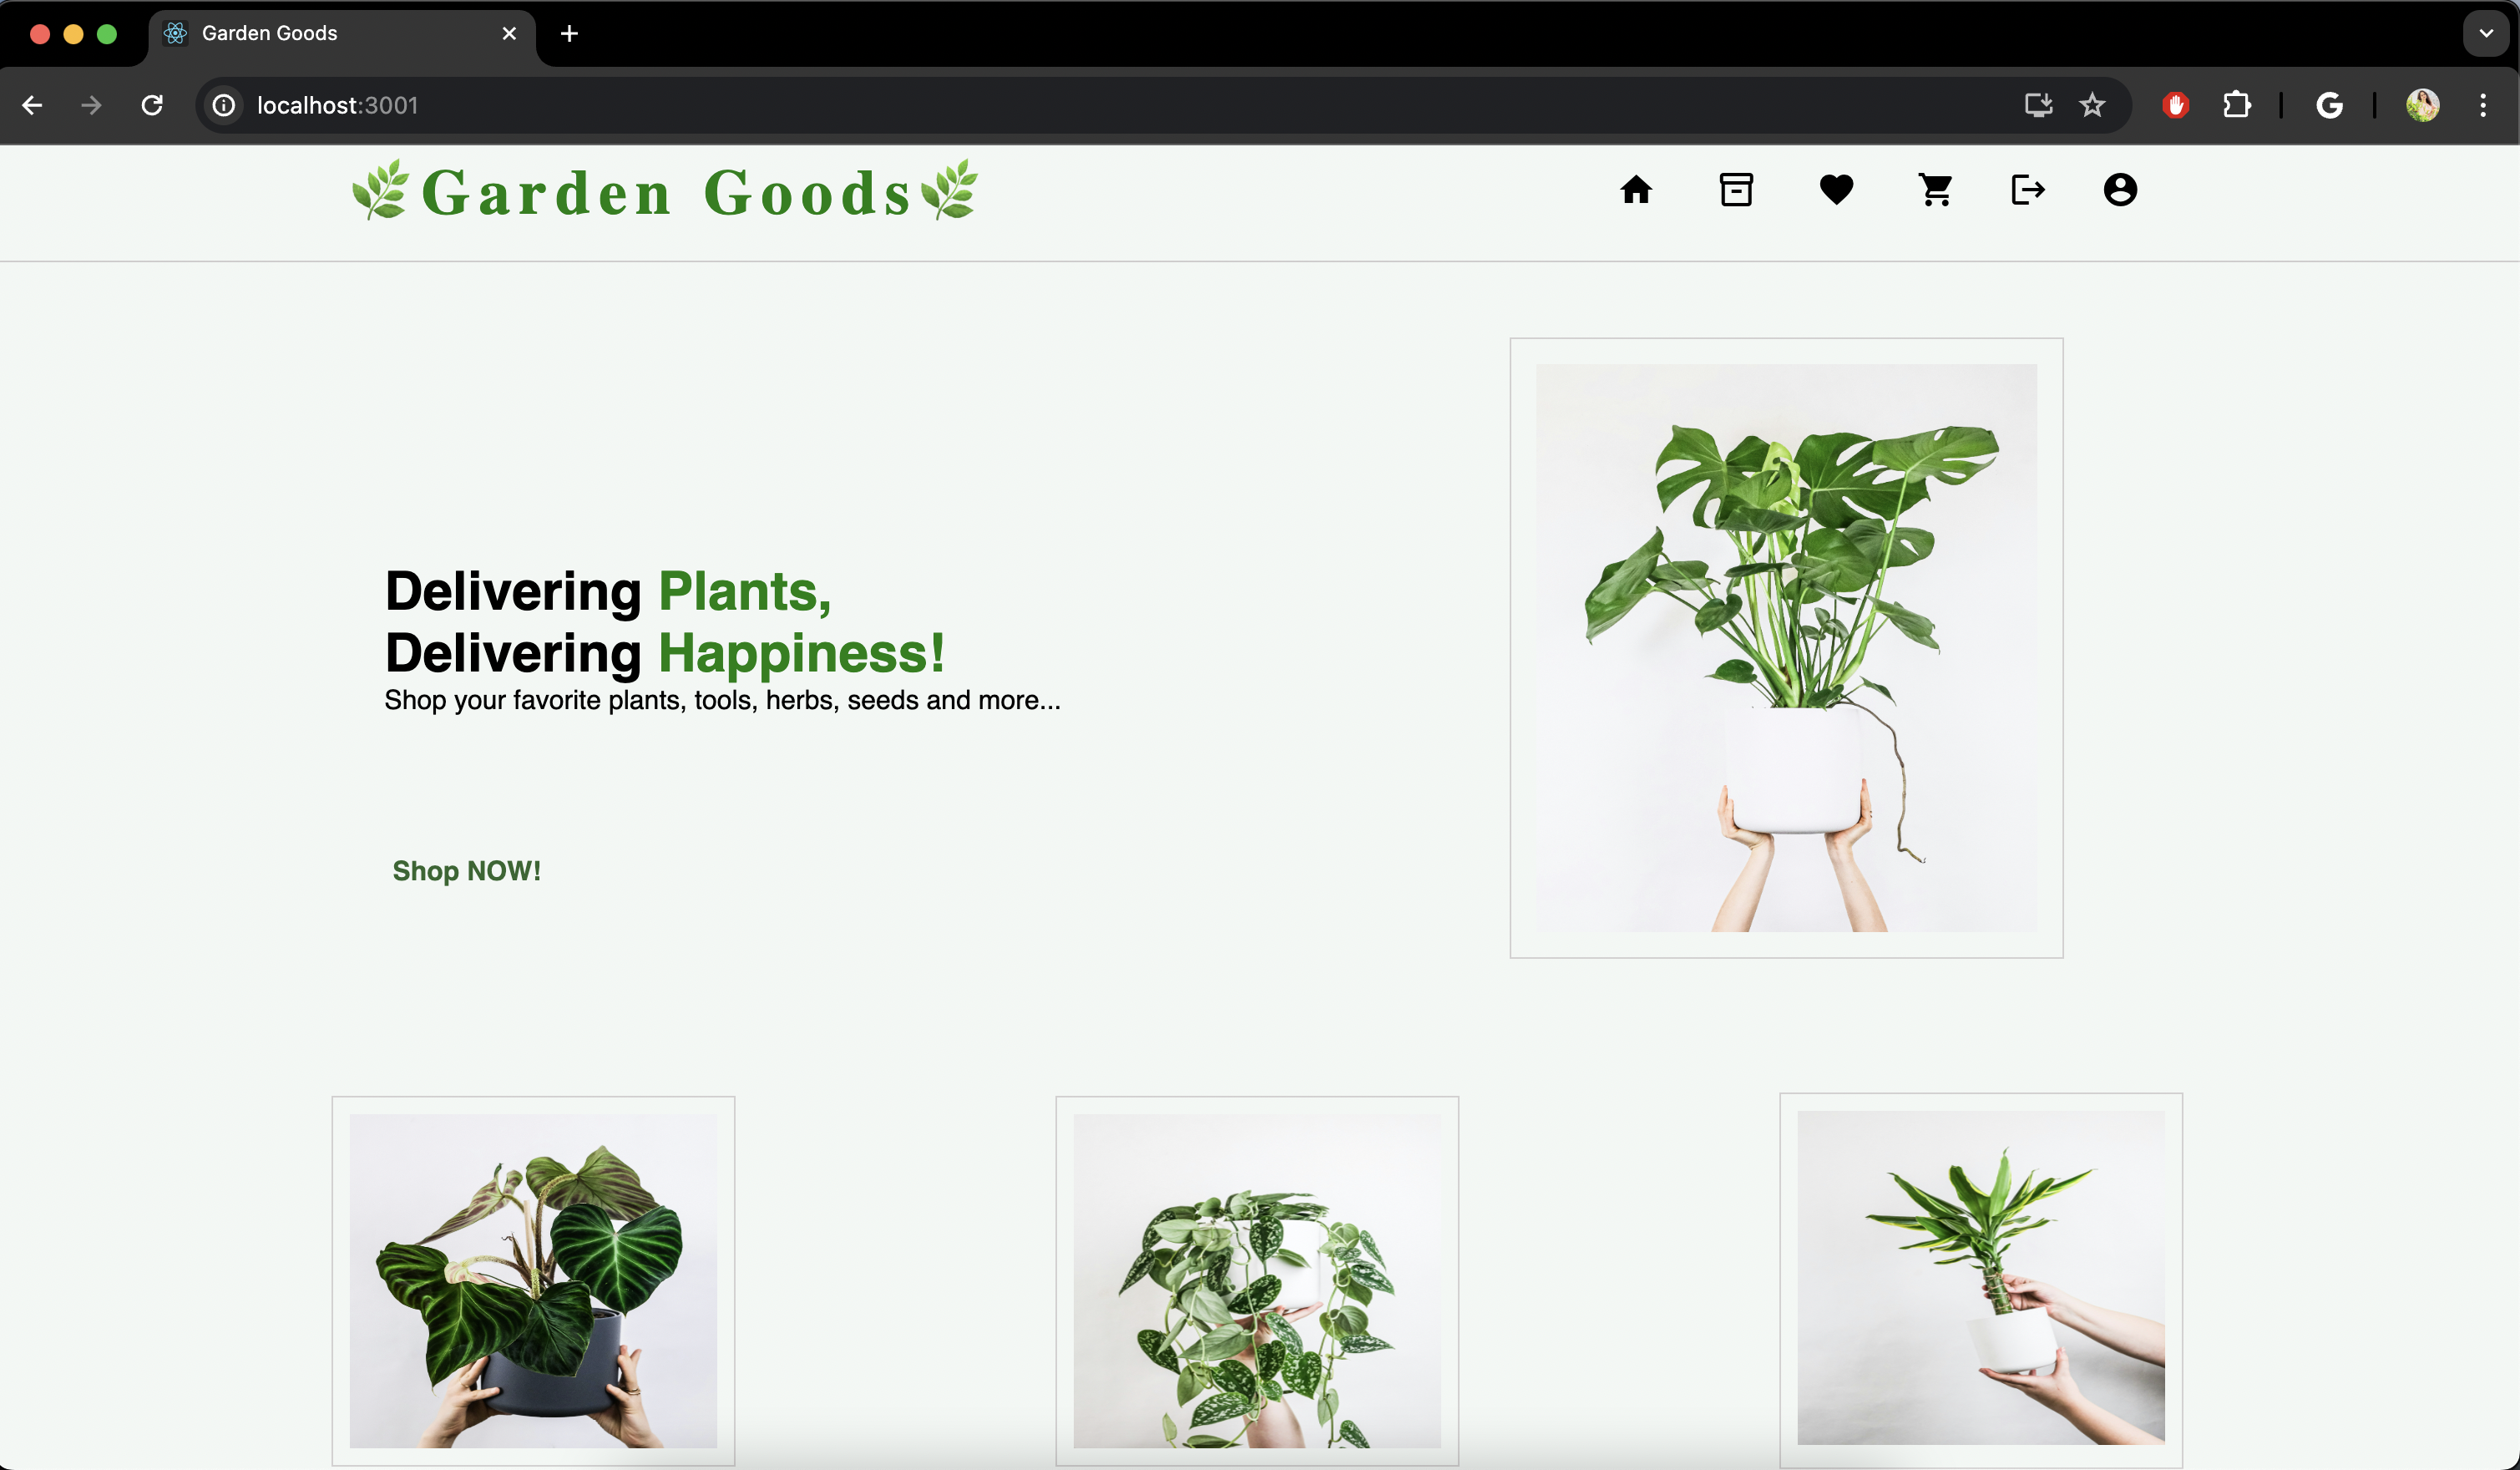 Garden Goods
localhost:3001
🌿Garden Goods🌿
Delivering Plants,
Delivering Happiness!
Shop your favorite plants, tools, herbs, seeds and more...
Shop NOW!